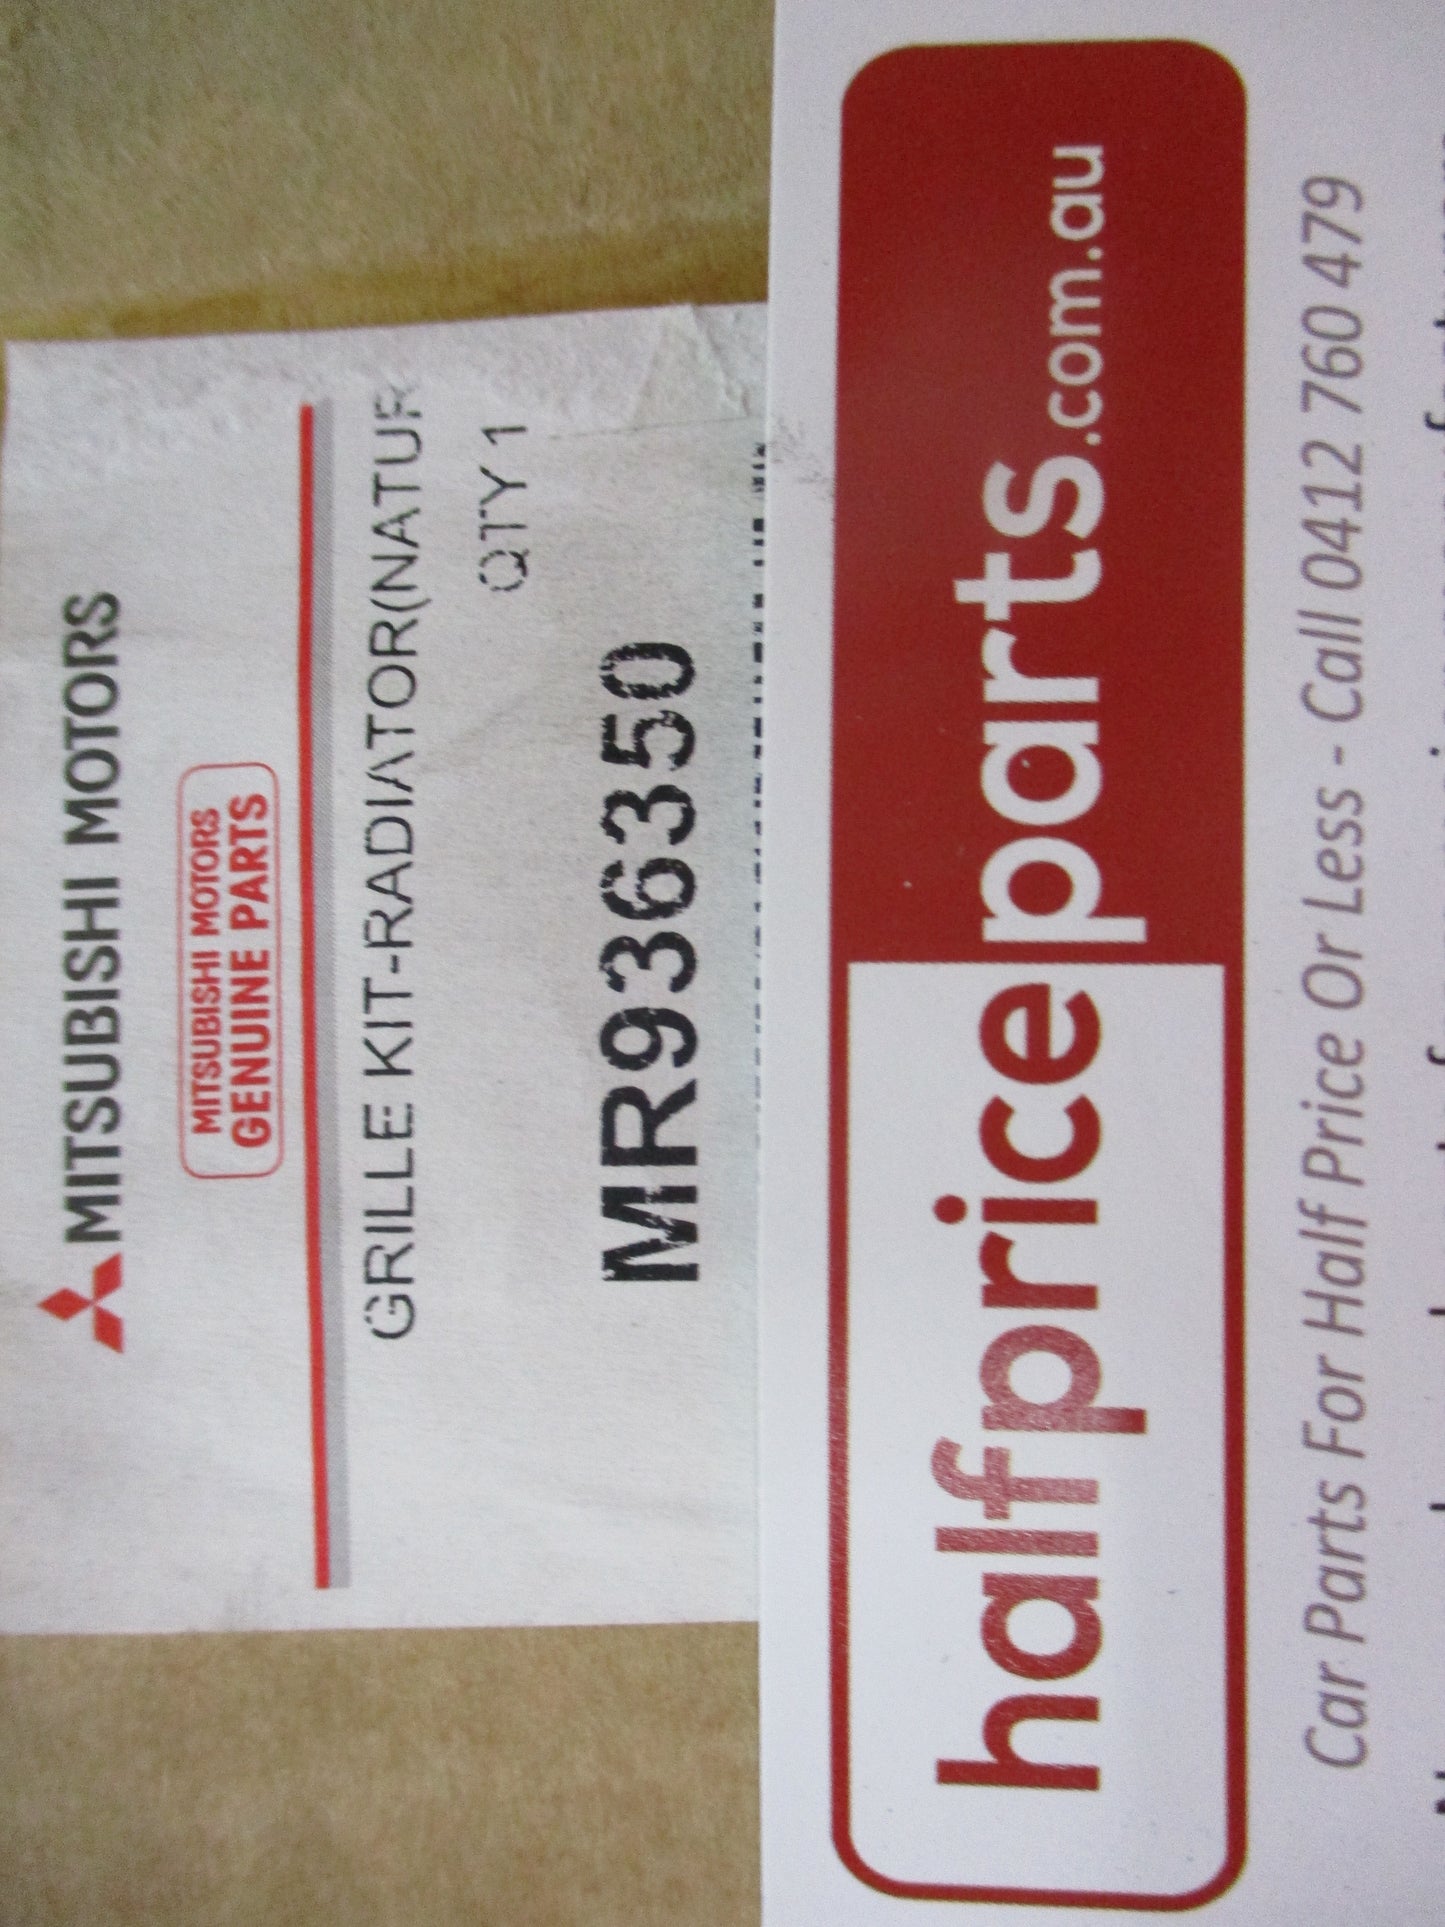 MITSUBISHI MOTORS
MITSUBISHI MOTORS
GENUINE PARTS
GRILLE KIT-RADIATOR(NATUR
QTY 1
MR936350
halfpriceparts.com.au
Car Parts For Half Price Or Less - Call 0412 760 479